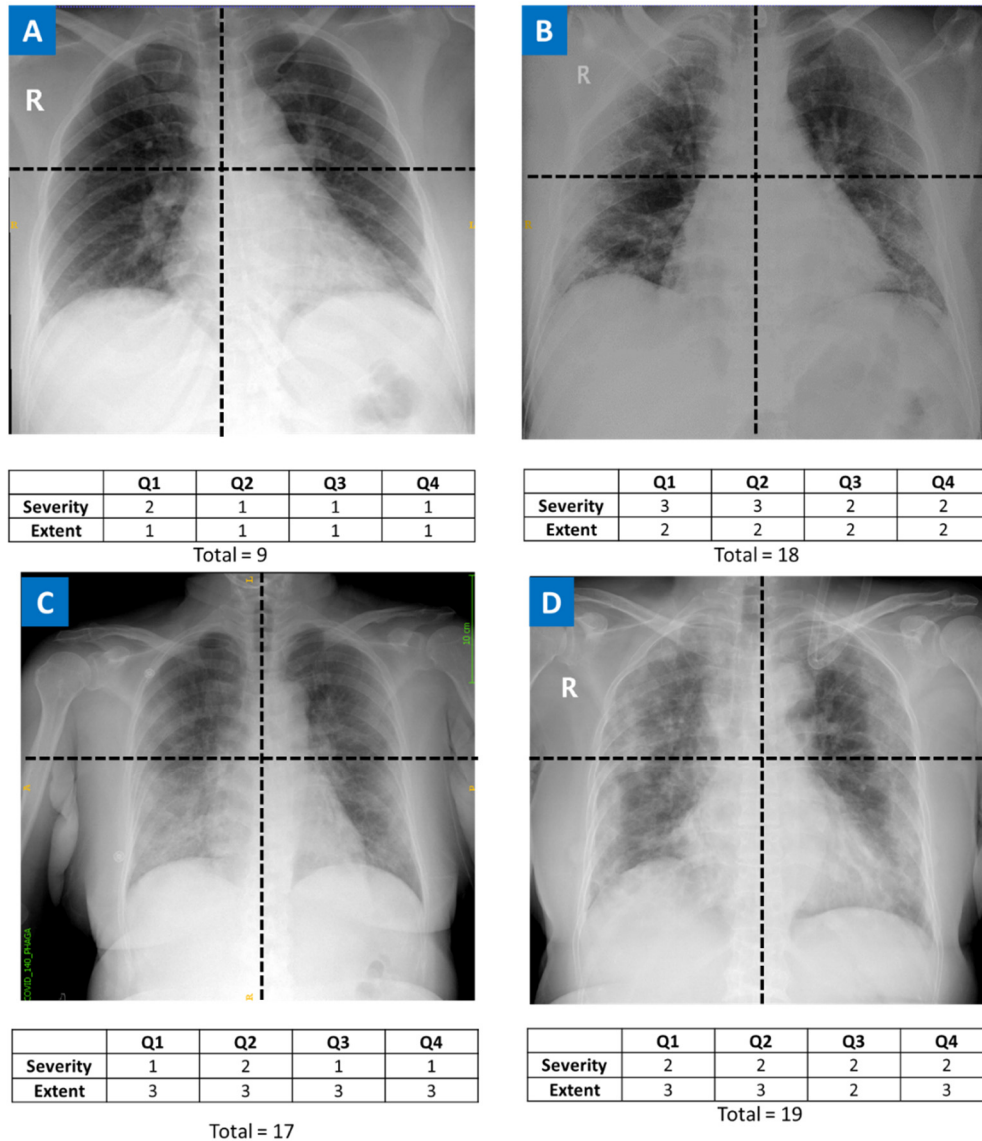 A
R
B
R
Q1 Q2 Q3 Q4
Severity 2 1 1 1
Extent 1 1 1 1
Total = 9
Q1 Q2 Q3 Q4
Severity 3 3 2 2
Extent 2 2 2 2
Total = 18
C
10 cm
COVID_140_PHAGA
D
R
Q1 Q2 Q3 Q4
Severity 1 2 1 1
Extent 3 3 3 3
Total = 17
Q1 Q2 Q3 Q4
Severity 2 2 2 2
Extent 3 3 2 3
Total = 19